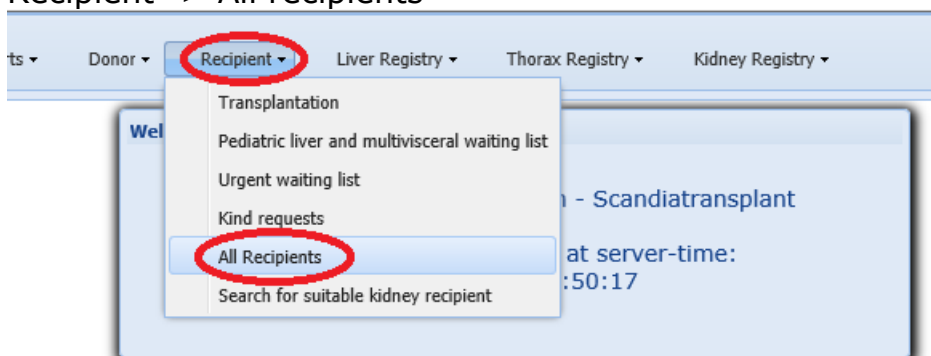 Recipient -> All recipients
Donor Recipient Liver Registry Thorax Registry Kidney Registry
Transplantation
Pediatric liver and multivisceral waiting list
Urgent waiting list
Kind requests
All Recipients
Search for suitable kidney recipient
Wel
- Scandiatransplant
at server-time:
:50:17